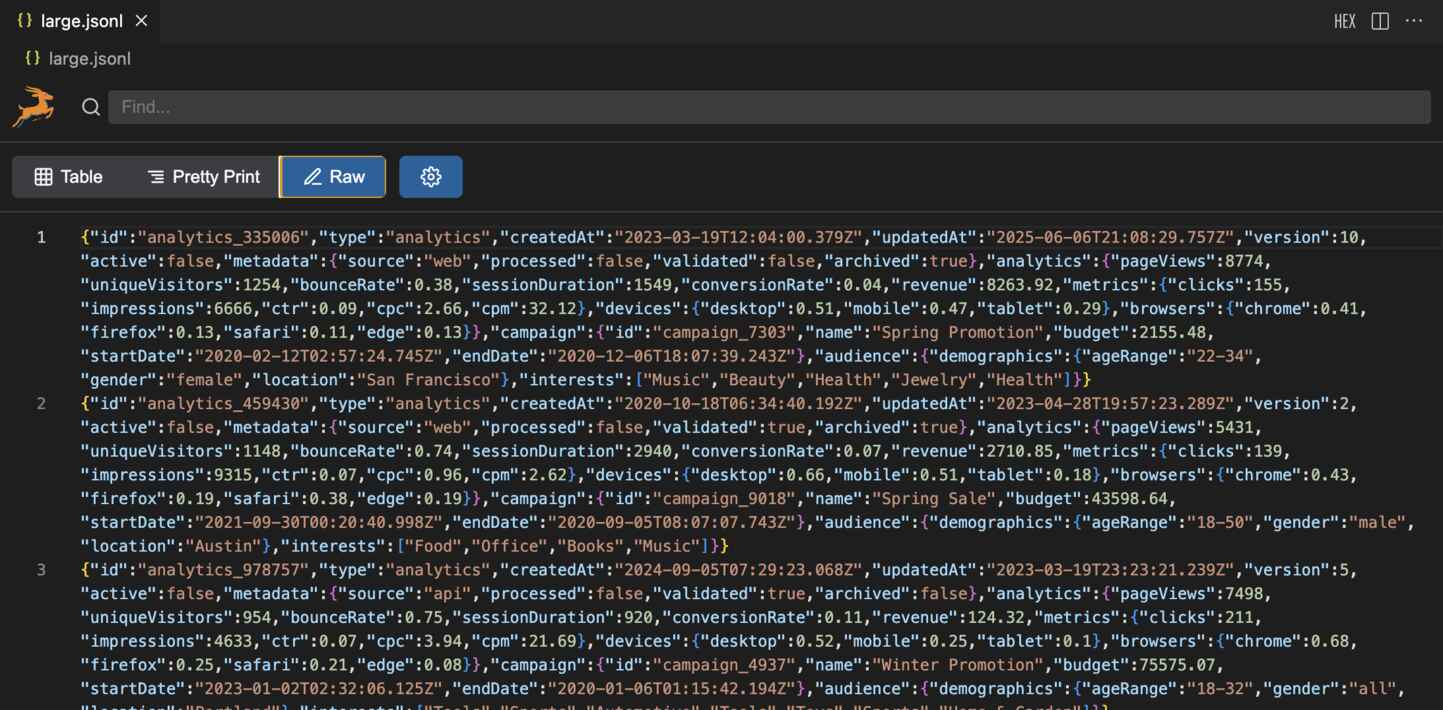 {} large.jsonl × HEX ···
{} large.jsonl
Find...
Table Pretty Print Raw
1 {"id":"analytics_335006","type":"analytics","createdAt":"2023-03-19T12:04:00.379Z","updatedAt":"2025-06-06T21:08:29.757Z","version":10,
"active":false,"metadata":{"source":"web","processed":false,"validated":false,"archived":true},"analytics":{"pageViews":8774,
"uniqueVisitors":1254,"bounceRate":0.38,"sessionDuration":1549,"conversionRate":0.04,"revenue":8263.92,"metrics":{"clicks":155,
"impressions":6666,"ctr":0.09,"cpc":2.66,"cpm":32.12},"devices":{"desktop":0.51,"mobile":0.47,"tablet":0.29},"browsers":{"chrome":0.41,
"firefox":0.13,"safari":0.11,"edge":0.13}},"campaign":{"id":"campaign_7303","name":"Spring Promotion","budget":2155.48,
"startDate":"2020-02-12T02:57:24.745Z","endDate":"2020-12-06T18:07:39.243Z"},"audience":{"demographics":{"ageRange":"22-34",
"gender":"female","location":"San Francisco"},"interests":["Music","Beauty","Health","Jewelry","Health"]}}
2 {"id":"analytics_459430","type":"analytics","createdAt":"2020-10-18T06:34:40.192Z","updatedAt":"2023-04-28T19:57:23.289Z","version":2,
"active":false,"metadata":{"source":"web","processed":false,"validated":true,"archived":true},"analytics":{"pageViews":5431,
"uniqueVisitors":1148,"bounceRate":0.74,"sessionDuration":2940,"conversionRate":0.07,"revenue":2710.85,"metrics":{"clicks":139,
"impressions":9315,"ctr":0.07,"cpc":0.96,"cpm":2.62},"devices":{"desktop":0.66,"mobile":0.51,"tablet":0.18},"browsers":{"chrome":0.43,
"firefox":0.19,"safari":0.38,"edge":0.19}},"campaign":{"id":"campaign_9018","name":"Spring Sale","budget":43598.64,
"startDate":"2021-09-30T00:20:40.998Z","endDate":"2020-09-05T08:07:07.743Z"},"audience":{"demographics":{"ageRange":"18-50","gender":"male",
"location":"Austin"},"interests":["Food","Office","Books","Music"]}}
3 {"id":"analytics_978757","type":"analytics","createdAt":"2024-09-05T07:29:23.068Z","updatedAt":"2023-03-19T23:23:21.239Z","version":5,
"active":false,"metadata":{"source":"api","processed":false,"validated":true,"archived":false},"analytics":{"pageViews":7498,
"uniqueVisitors":954,"bounceRate":0.75,"sessionDuration":920,"conversionRate":0.11,"revenue":124.32,"metrics":{"clicks":211,
"impressions":4633,"ctr":0.07,"cpc":3.94,"cpm":21.69},"devices":{"desktop":0.52,"mobile":0.25,"tablet":0.1},"browsers":{"chrome":0.68,
"firefox":0.25,"safari":0.21,"edge":0.08}},"campaign":{"id":"campaign_4937","name":"Winter Promotion","budget":75575.07,
"startDate":"2023-01-02T02:32:06.125Z","endDate":"2020-01-06T01:15:42.194Z"},"audience":{"demographics":{"ageRange":"18-32","gender":"all",